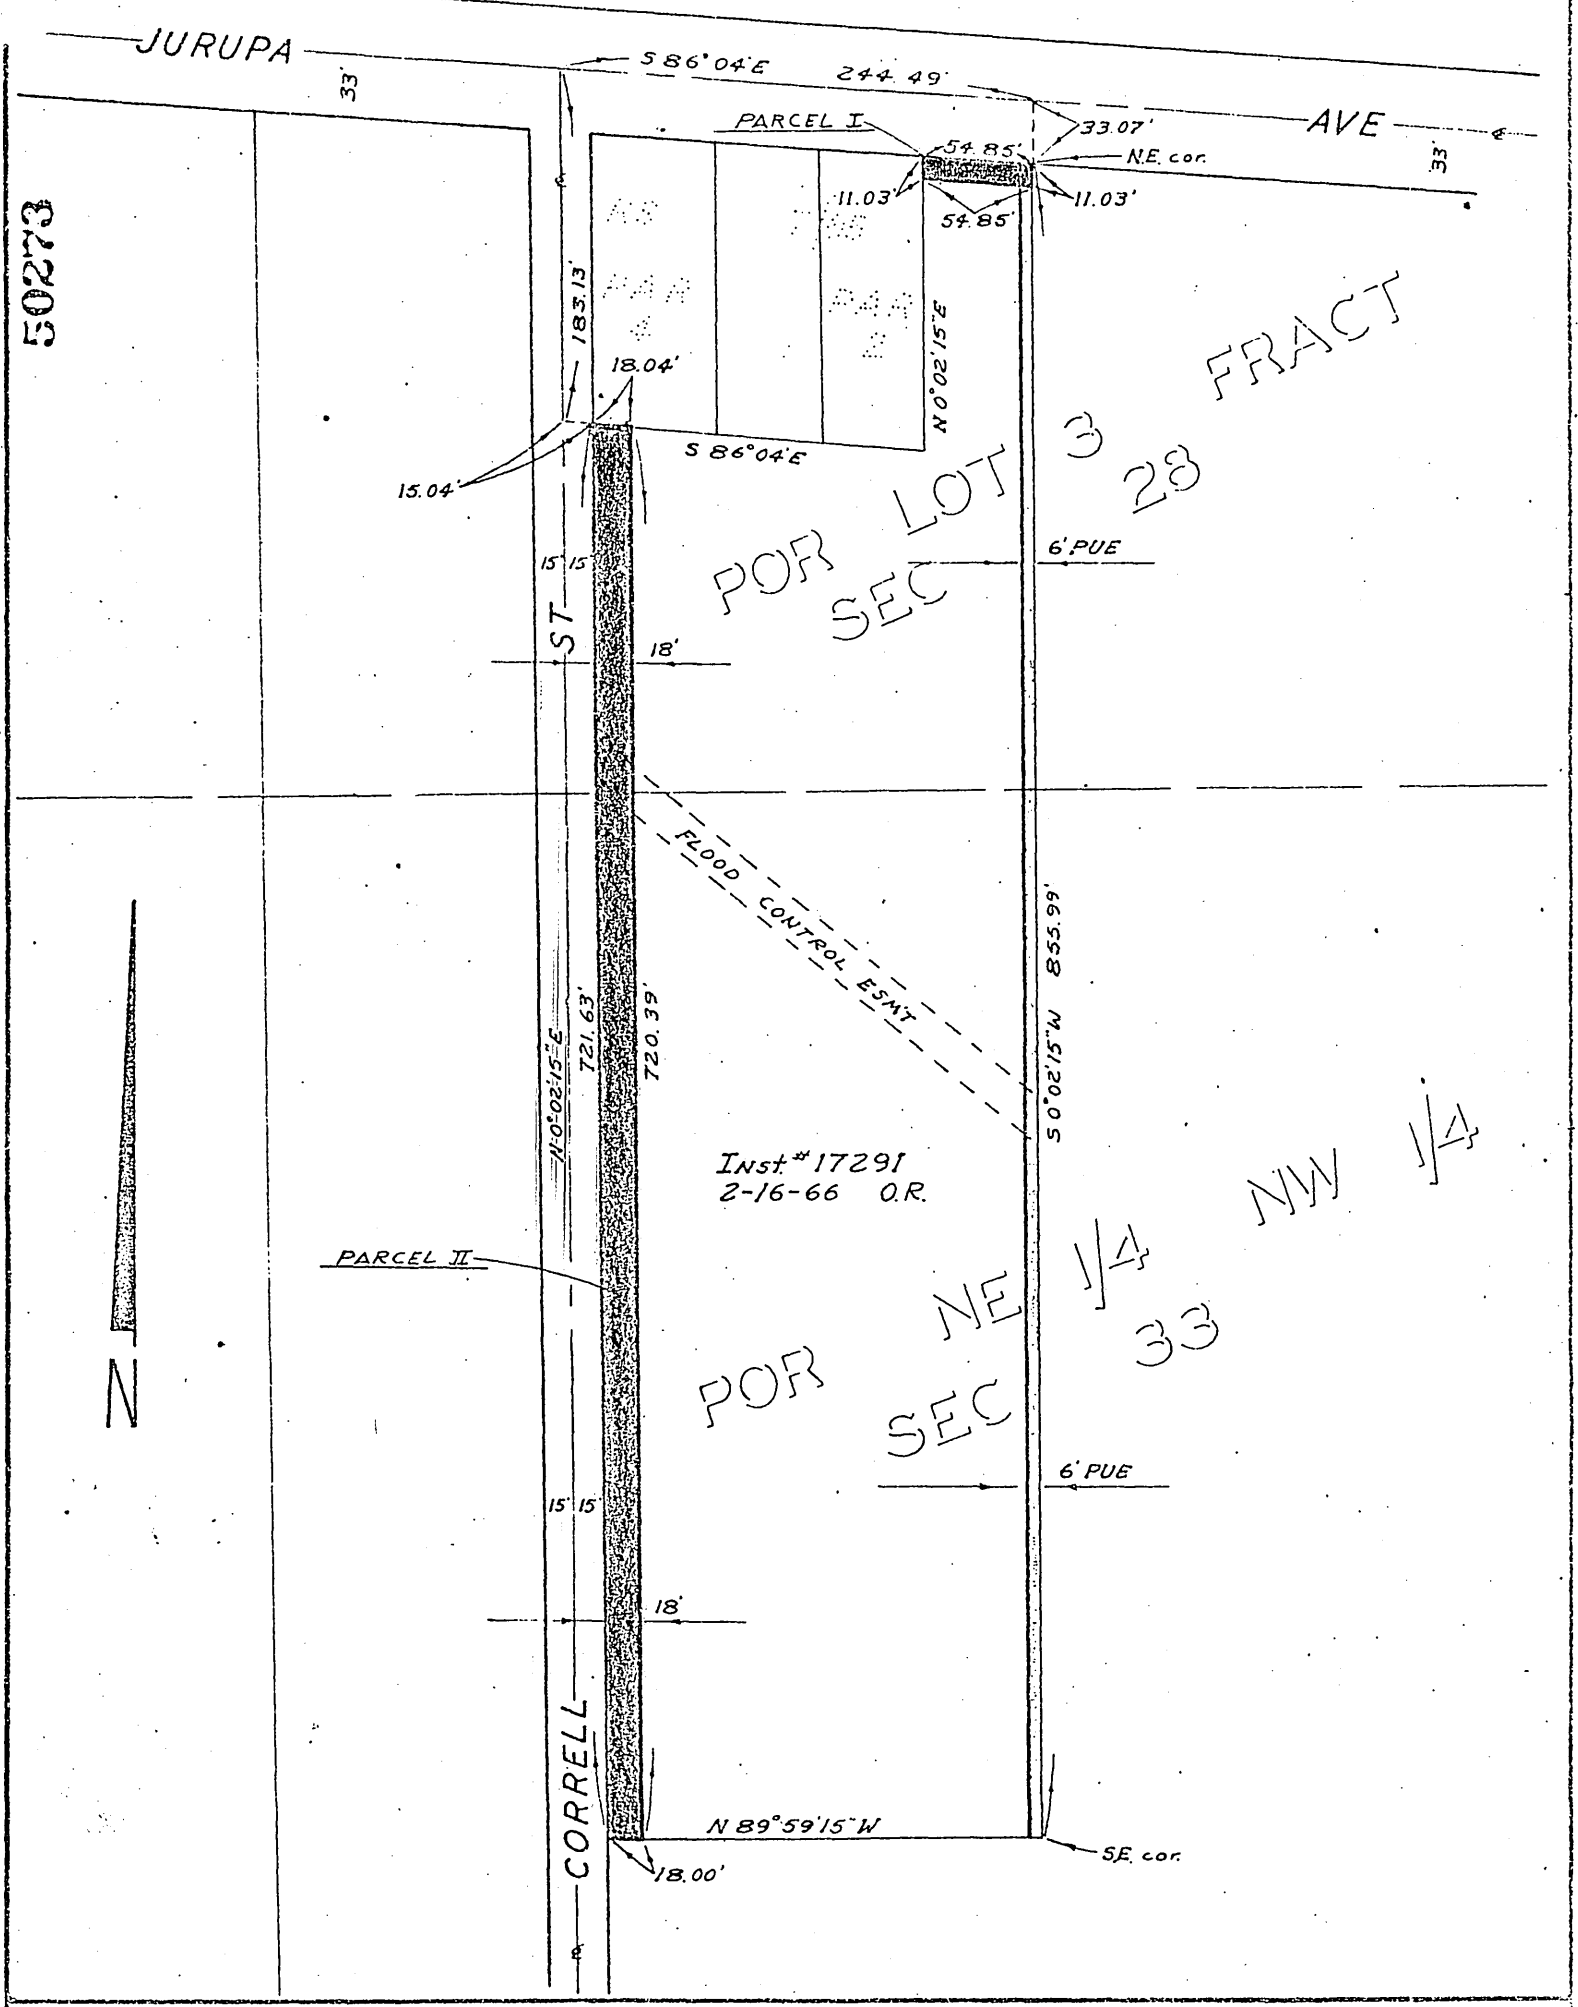 JURUPA
S 86°04'E 244.49'
AVE
33'
33'
PARCEL I
33.07'
54.85'
N.E. cor.
11.03'
54.85'
11.03'
50273
PAR
4
PAR
2
183.13'
N 0°02'15"E
18.04'
S 86°04'E
15.04'
FRACT
POR LOT 3
SEC 28
15' 15'
6' PUE
ST
18'
FLOOD CONTROL ESM'T
S 0°02'15"W 855.99'
N 0°02'15"E
721.63'
720.39'
Inst.# 17291
2-16-66 O.R.
PARCEL II
POR NE 1/4 NW 1/4
SEC 33
N
6' PUE
15' 15'
18'
CORRELL
N 89°59'15"W
S.E. cor.
18.00'